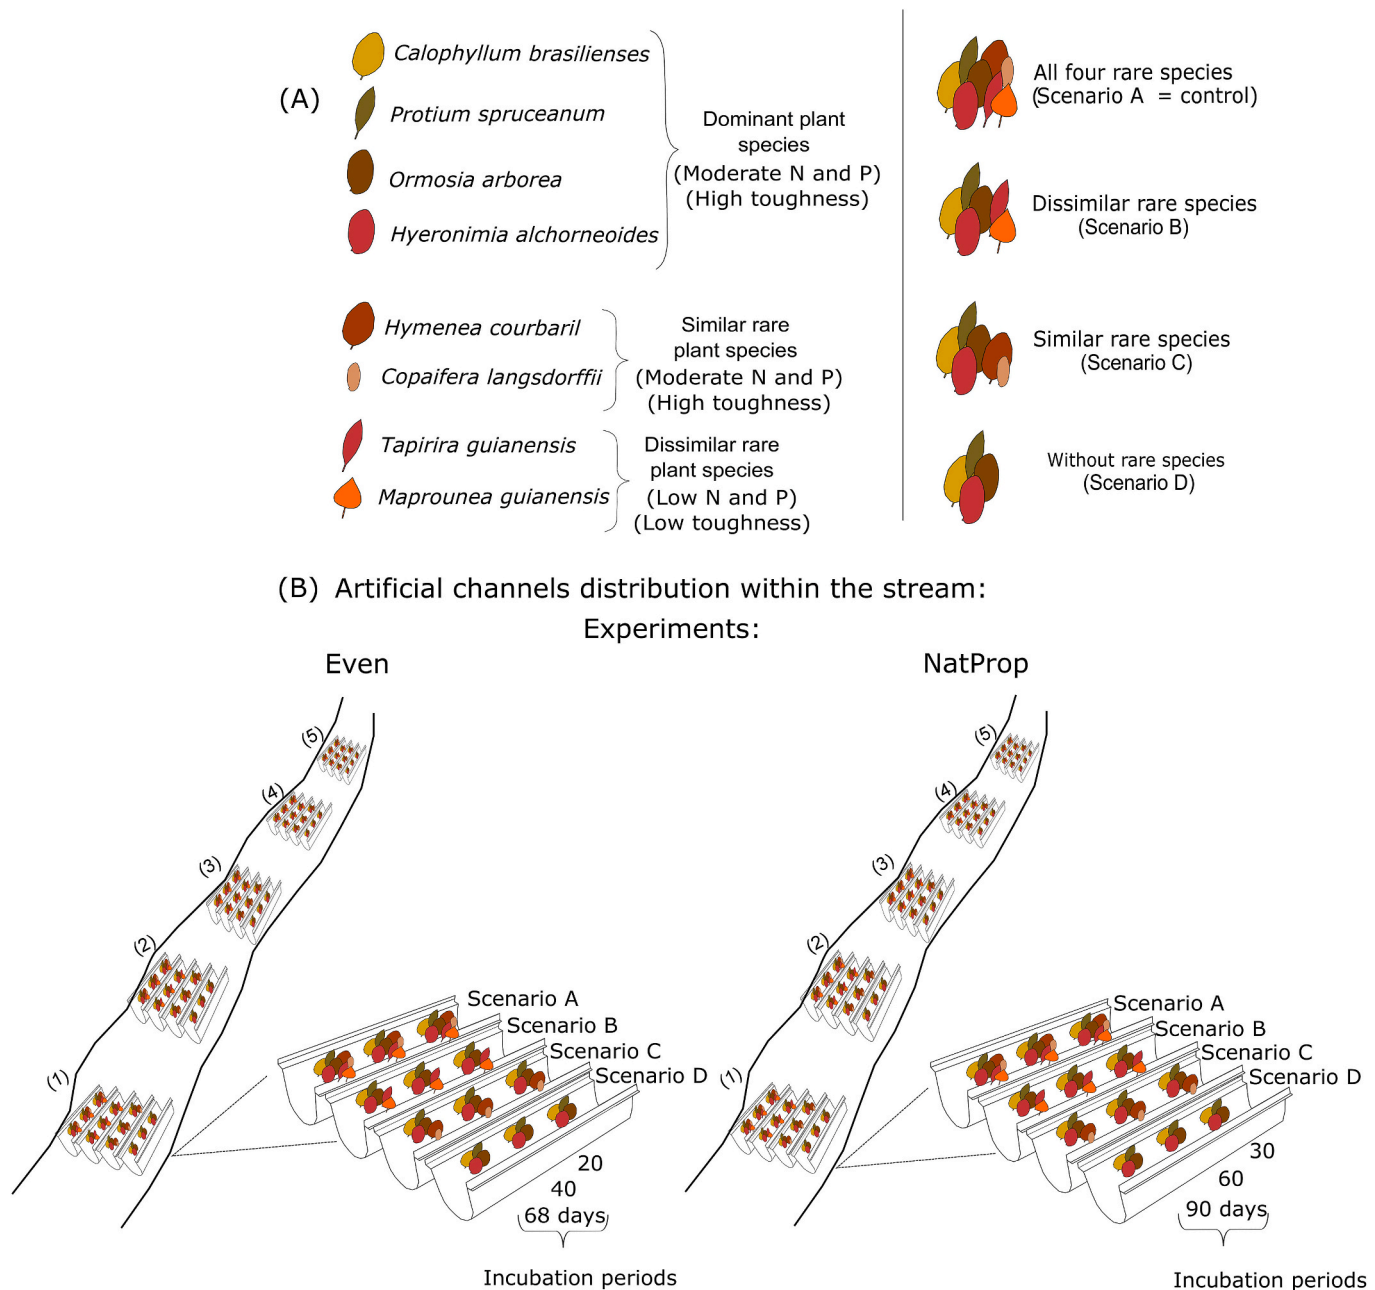 (A)
Calophyllum brasilienses
Protium spruceanum
Ormosia arborea
Hyeronimia alchorneoides
Dominant plant
species
(Moderate N and P)
(High toughness)
Hymenea courbaril
Copaifera langsdorffii
Similar rare
plant species
(Moderate N and P)
(High toughness)
Tapirira guianensis
Maprounea guianensis
Dissimilar rare
plant species
(Low N and P)
(Low toughness)
All four rare species
(Scenario A = control)
Dissimilar rare species
(Scenario B)
Similar rare species
(Scenario C)
Without rare species
(Scenario D)
(B) Artificial channels distribution within the stream:
Experiments:
Even
(5)
(4)
(3)
(2)
(1)
Scenario A
Scenario B
Scenario C
Scenario D
20
40
68 days
Incubation periods
NatProp
(5)
(4)
(3)
(2)
(1)
Scenario A
Scenario B
Scenario C
Scenario D
30
60
90 days
Incubation periods